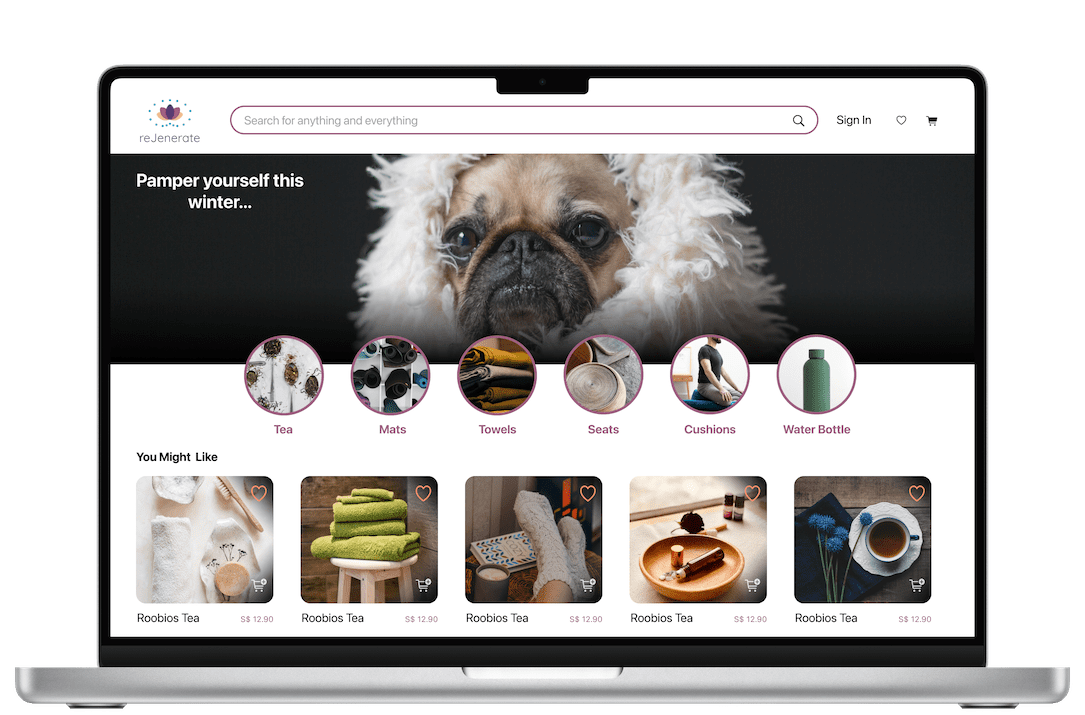 reJenerate
Search for anything and everything
Sign In
Pamper yourself this
winter...
Tea
Mats
Towels
Seats
Cushions
Water Bottle
You Might Like
Roobios Tea
S$ 12.90
Roobios Tea
S$ 12.90
Roobios Tea
S$ 12.90
Roobios Tea
S$ 12.90
Roobios Tea
S$ 12.90